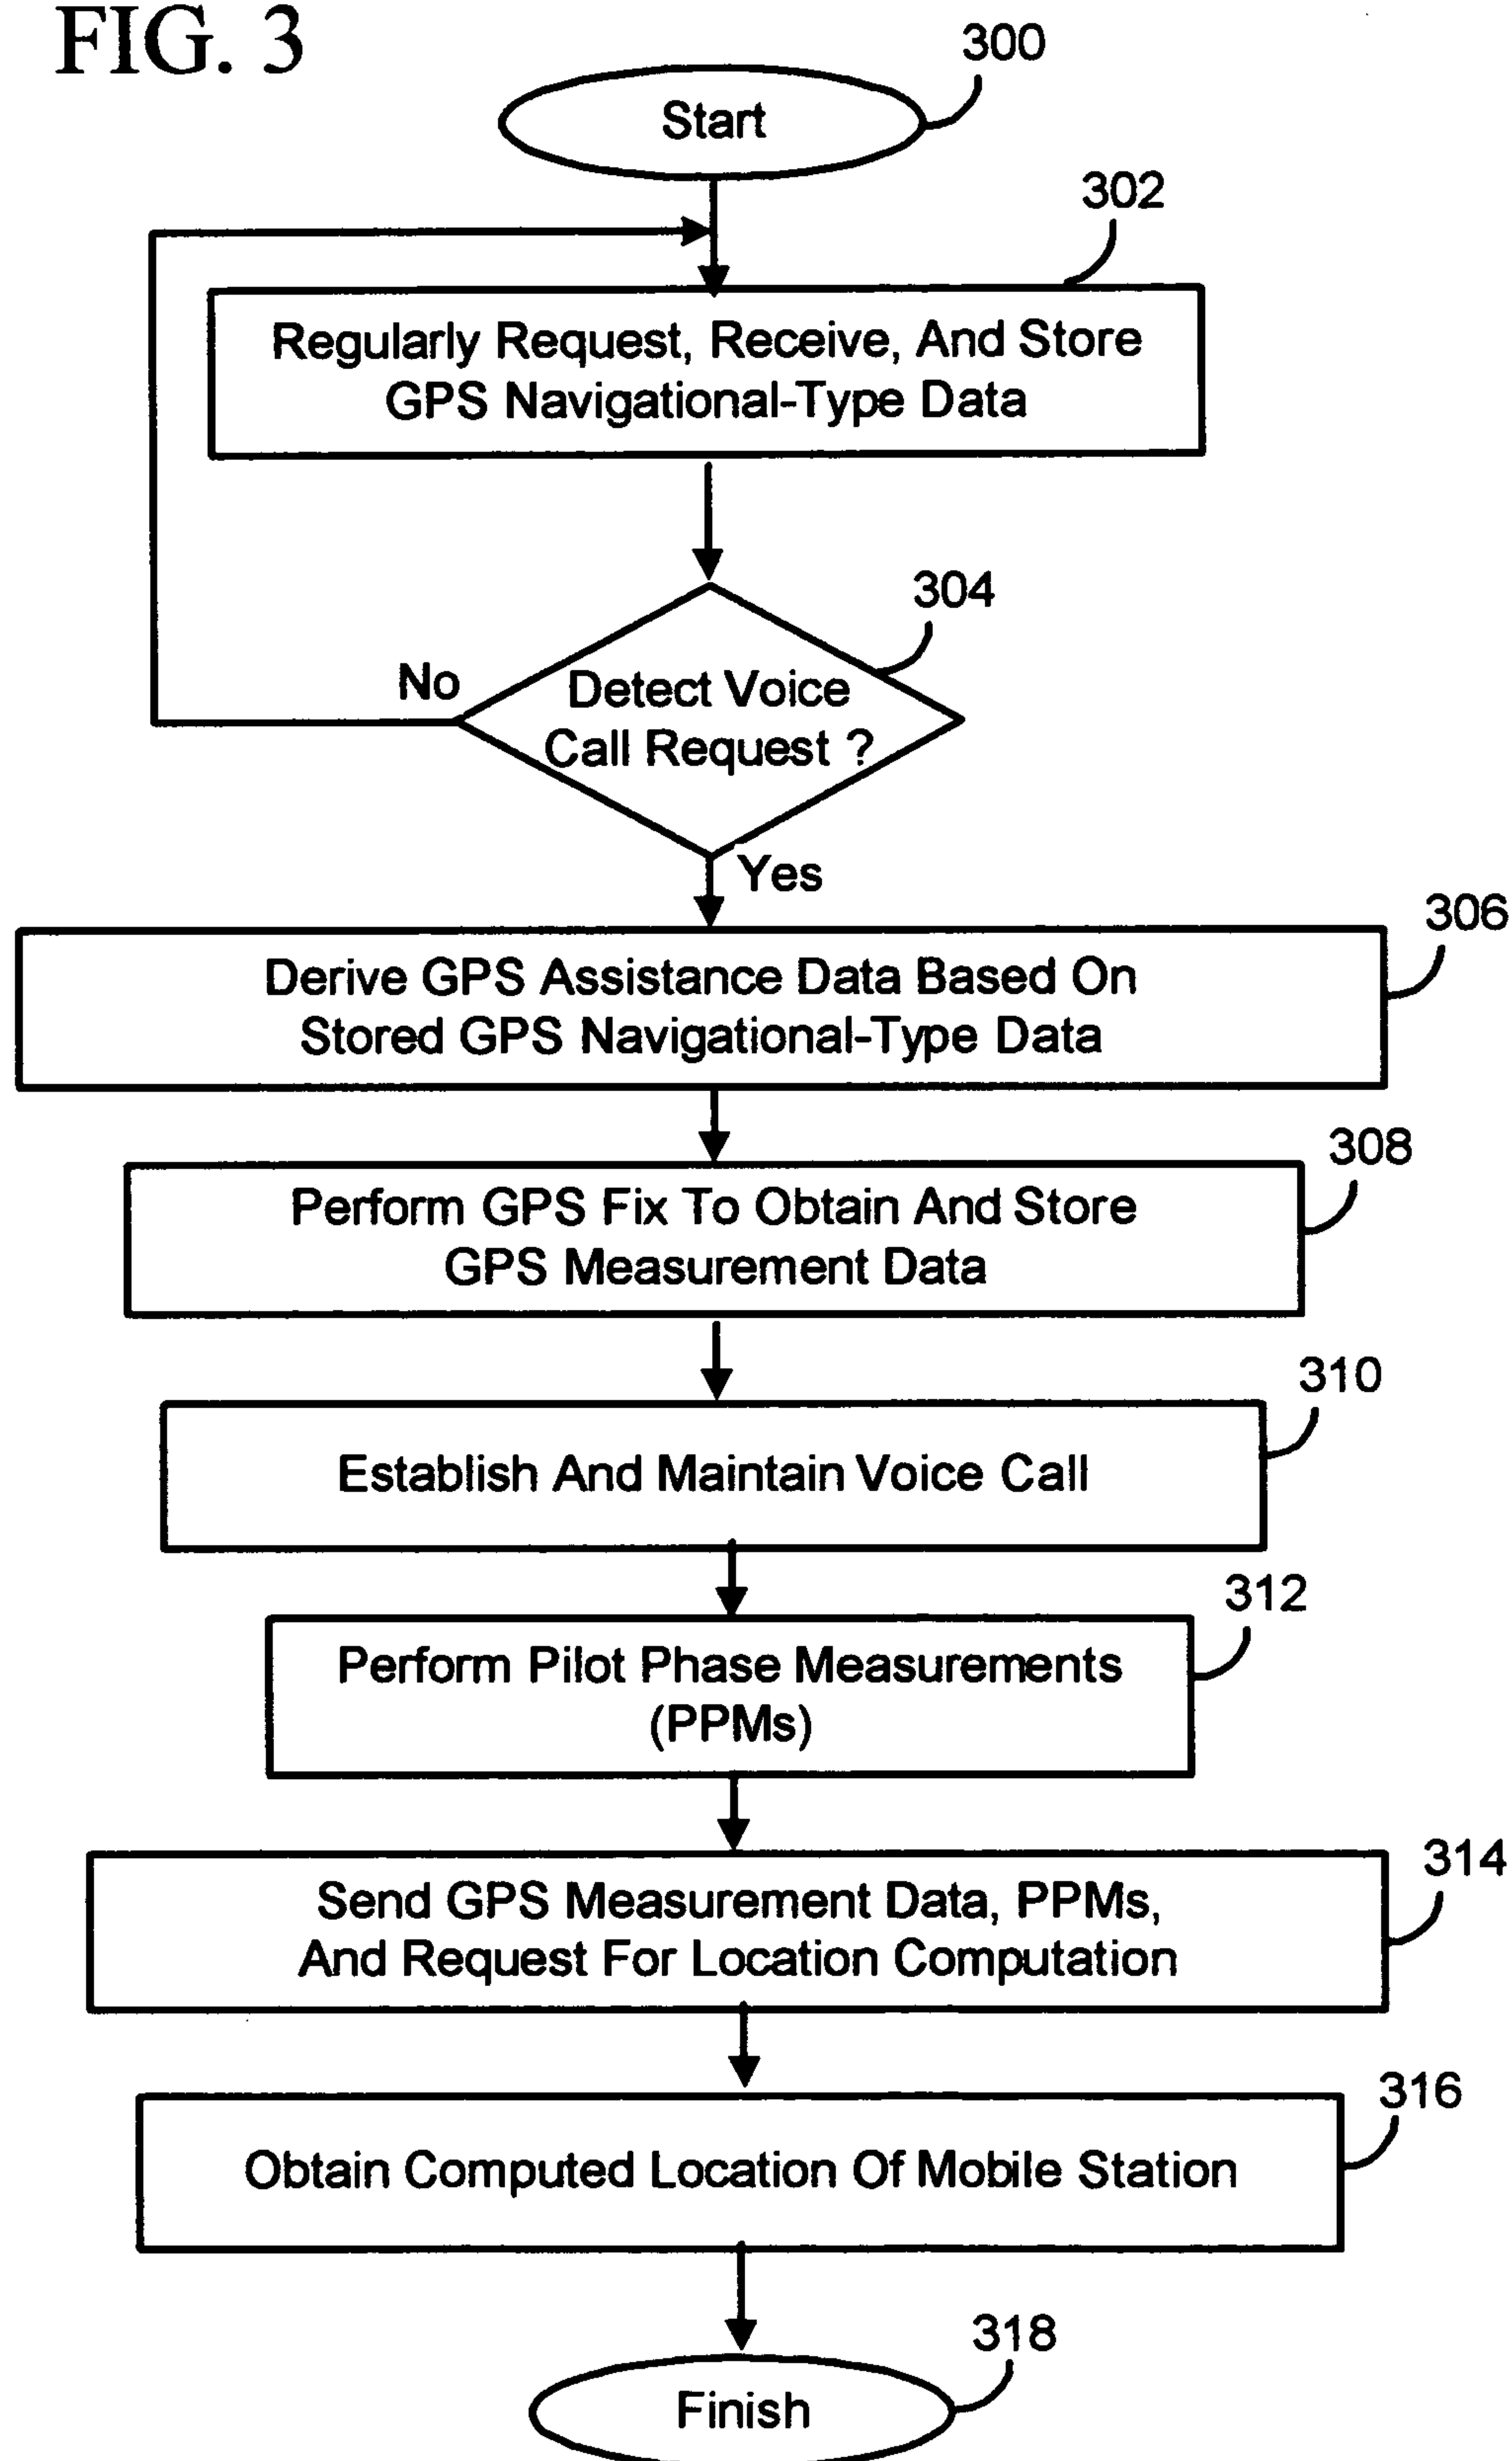 FIG. 3
300
Start
302
Regularly Request, Receive, And Store
GPS Navigational-Type Data
304
No
Detect Voice
Call Request ?
Yes
306
Derive GPS Assistance Data Based On
Stored GPS Navigational-Type Data
308
Perform GPS Fix To Obtain And Store
GPS Measurement Data
310
Establish And Maintain Voice Call
312
Perform Pilot Phase Measurements
(PPMs)
314
Send GPS Measurement Data, PPMs,
And Request For Location Computation
316
Obtain Computed Location Of Mobile Station
318
Finish